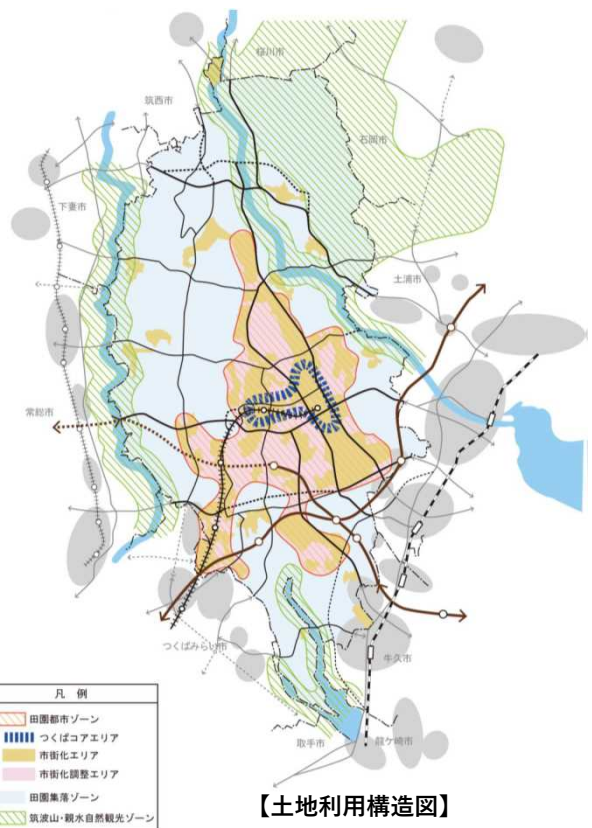 桜川市
筑西市
石岡市
下妻市
土浦市
常総市
つくばみらい市
牛久市
取手市
龍ケ崎市
凡 例
田園都市ゾーン
つくばコアエリア
市街化エリア
市街化調整エリア
田園集落ゾーン
筑波山・親水自然観光ゾーン
【土地利用構造図】